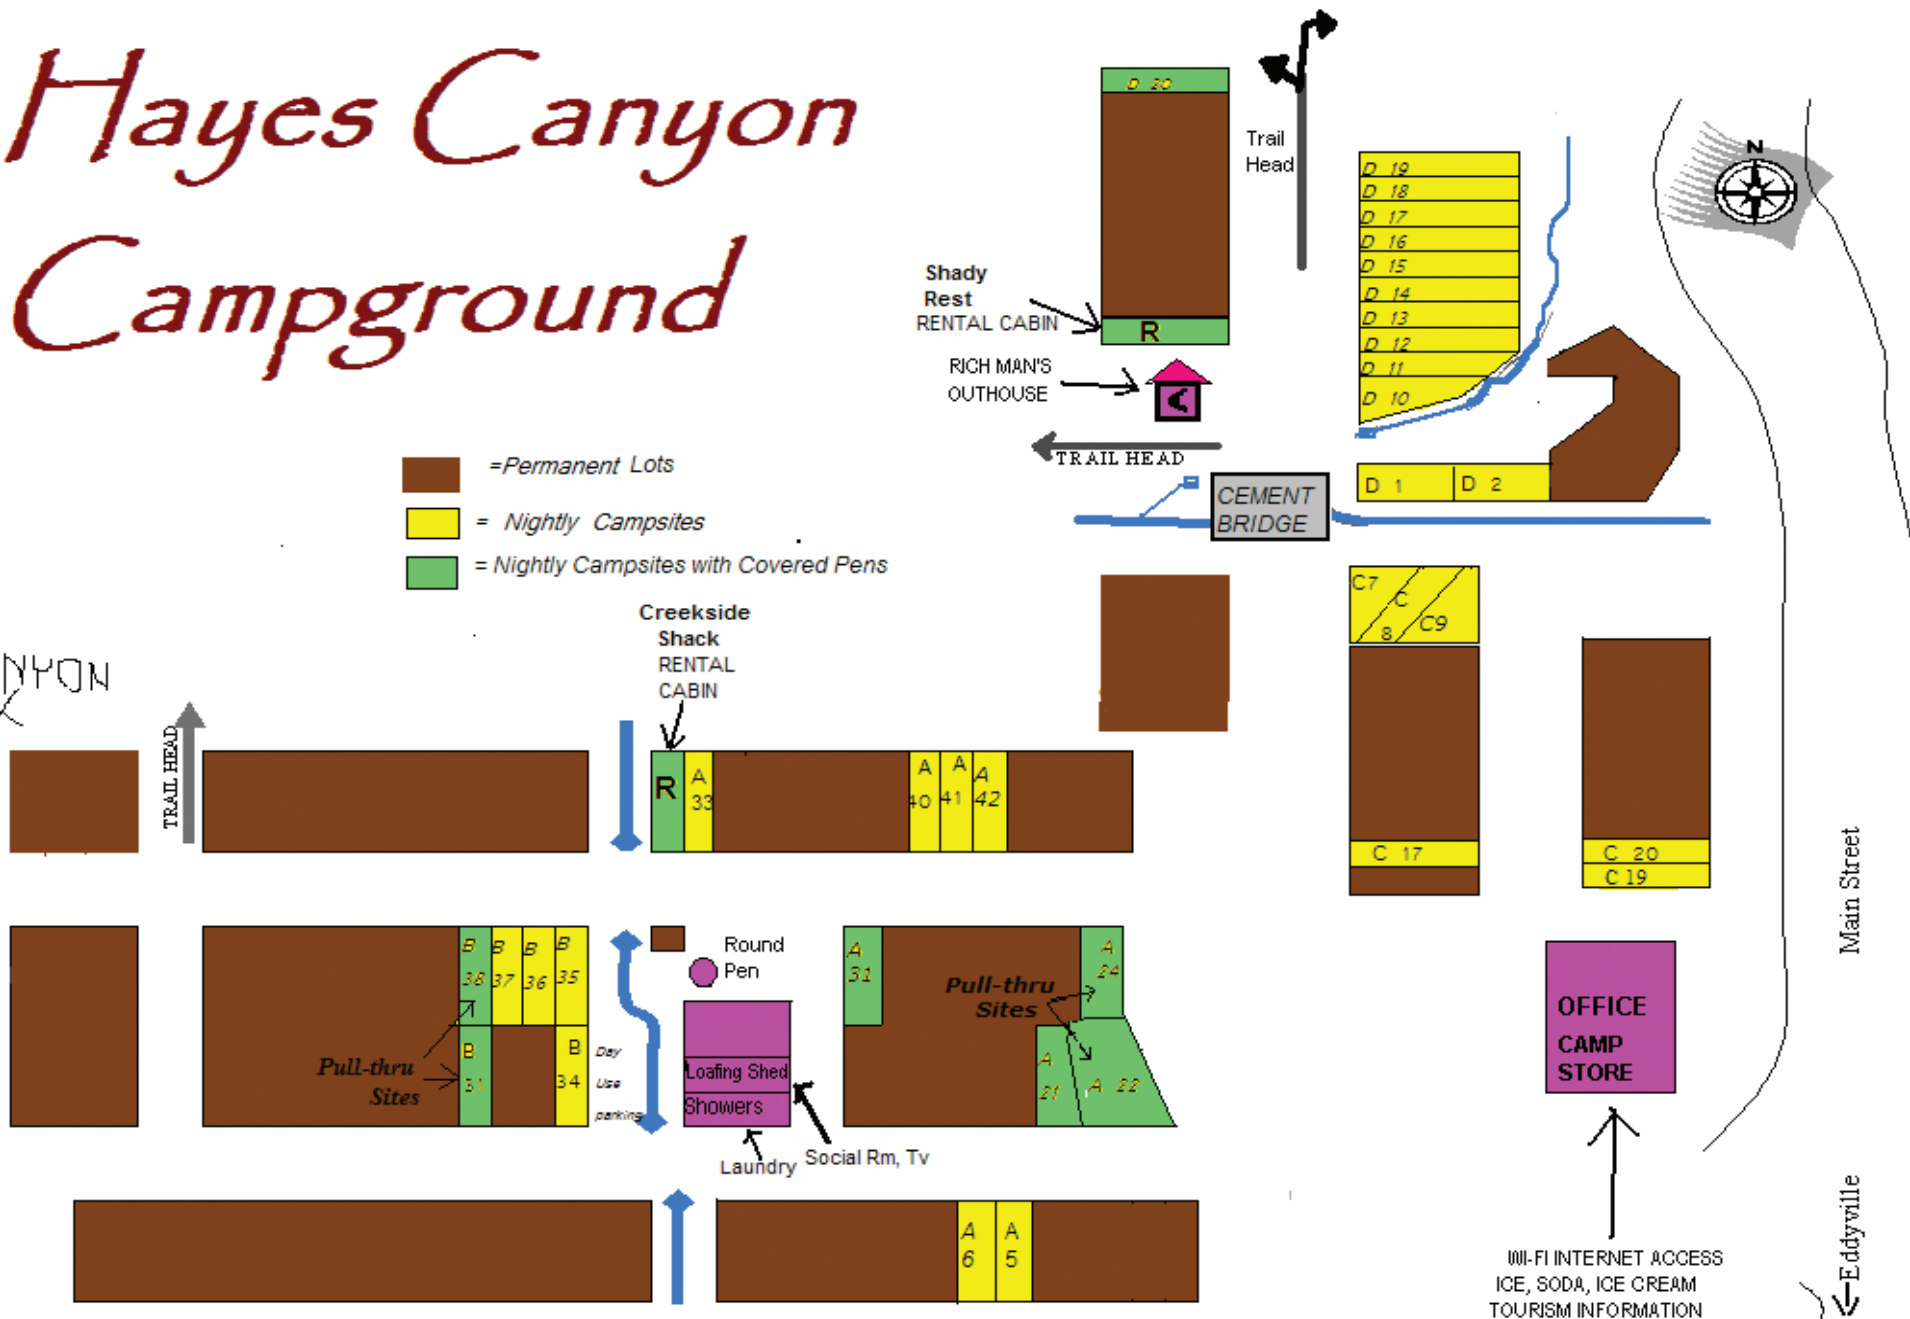 Hayes Canyon
Campground
D 20
Trail
Head
N
D 19
D 18
D 17
D 16
D 15
D 14
D 13
D 12
D 11
D 10
Shady
Rest
RENTAL CABIN
R
RICH MAN'S
OUTHOUSE
TRAIL HEAD
=Permanent Lots
= Nightly Campsites
= Nightly Campsites with Covered Pens
D 1
D 2
CEMENT
BRIDGE
C7
C
8
C9
Creekside
Shack
RENTAL
CABIN
NYON
TRAIL HEAD
R
A
33
A
40
A
41
A
42
C 17
C 20
C 19
Main Street
B
38
B
37
B
36
B
35
Round
Pen
A
31
Pull-thru
Sites
A
24
OFFICE
CAMP
STORE
Pull-thru
Sites
B
31
B
34
Day
Use
parking
Loafing Shed
Showers
A
21
A 22
Laundry
Social Rm, Tv
A
6
A
5
WI-FI INTERNET ACCESS
ICE, SODA, ICE CREAM
TOURISM INFORMATION
Eddyville